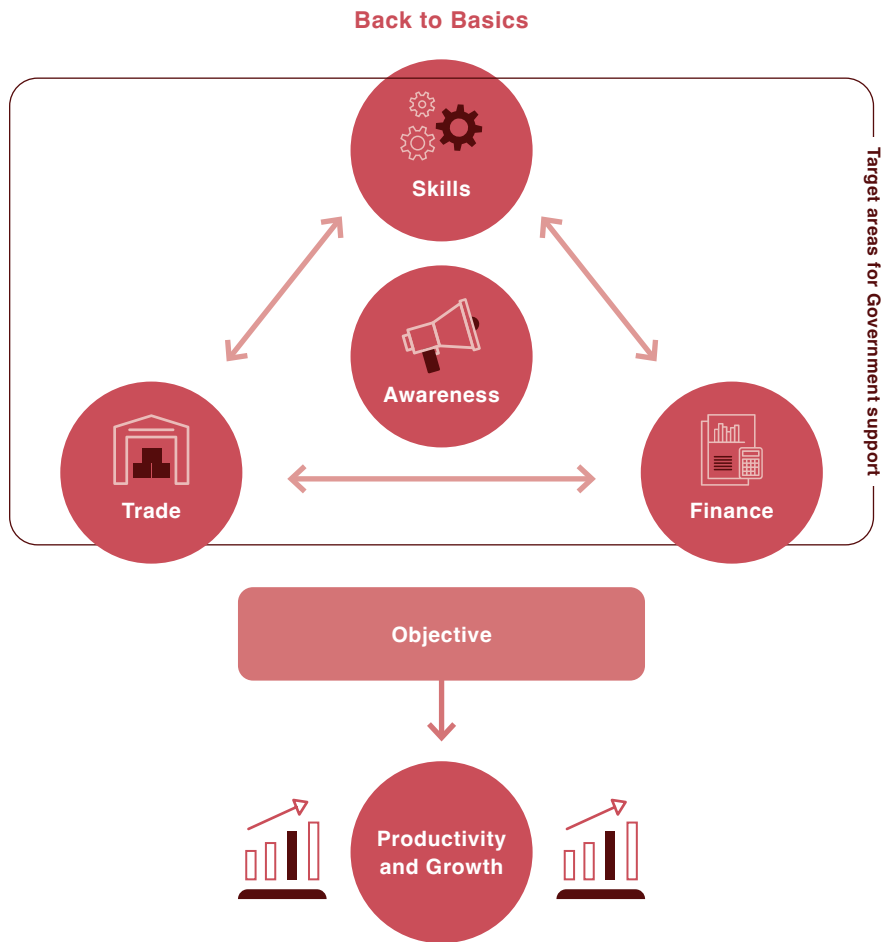 Back to Basics
Skills
Target areas for Government support
Awareness
Trade
Finance
Objective
Productivity
and Growth